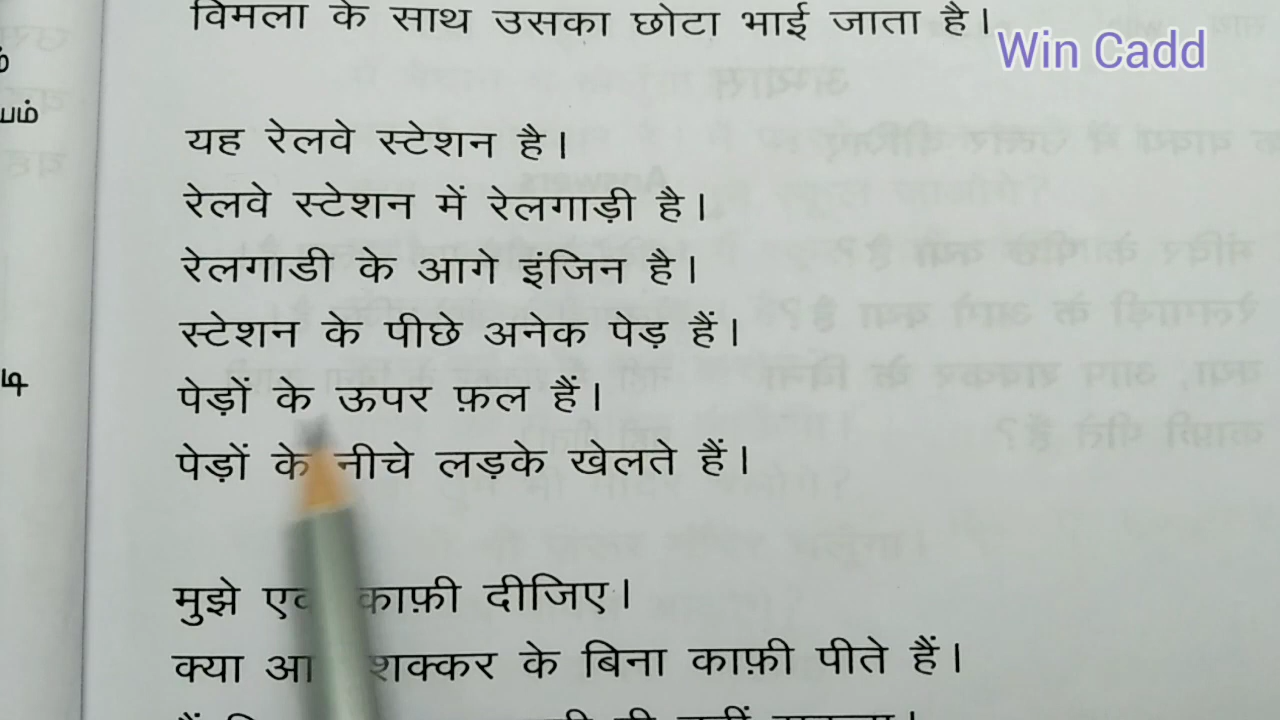 विमला के साथ उसका छोटा भाई जाता है।
Win Cadd
यह रेलवे स्टेशन है।
रेलवे स्टेशन में रेलगाड़ी है।
रेलगाडी के आगे इंजिन है।
स्टेशन के पीछे अनेक पेड़ हैं।
पेड़ों के ऊपर फ़ल हैं।
पेड़ों के नीचे लड़के खेलते हैं।
मुझे काफ़ी दीजिए।
क्या शक्कर के बिना काफ़ी पीते हैं।